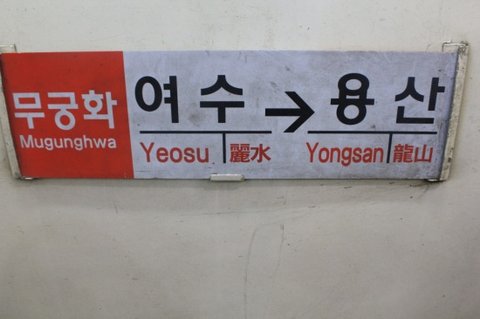 무궁화
Mugunghwa
여수 → 용산
Yeosu 麗水 Yongsan 龍山